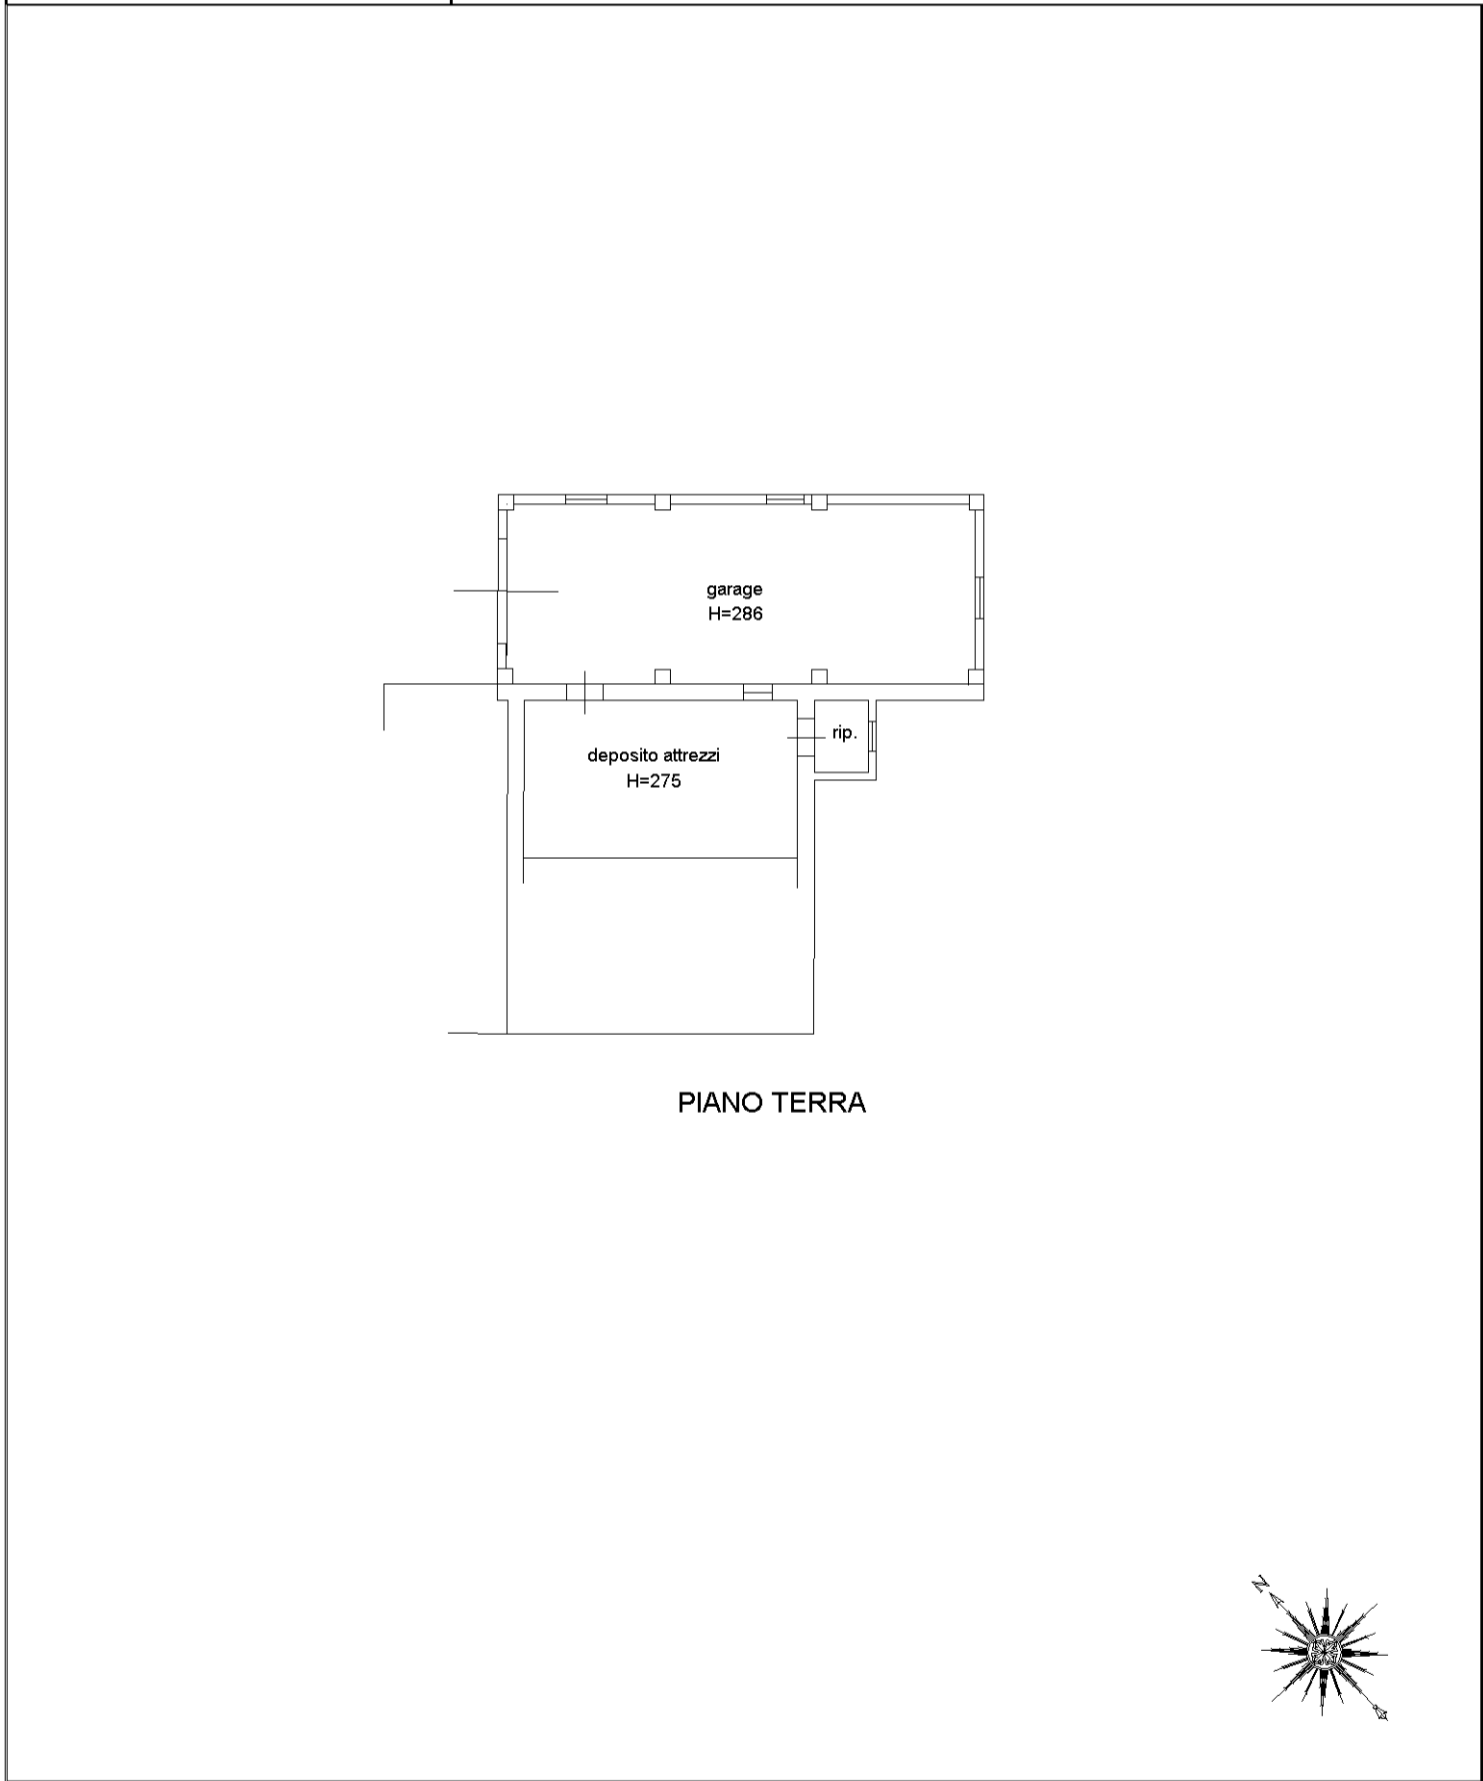 garage
H=286
rip.
deposito attrezzi
H=275
PIANO TERRA
N